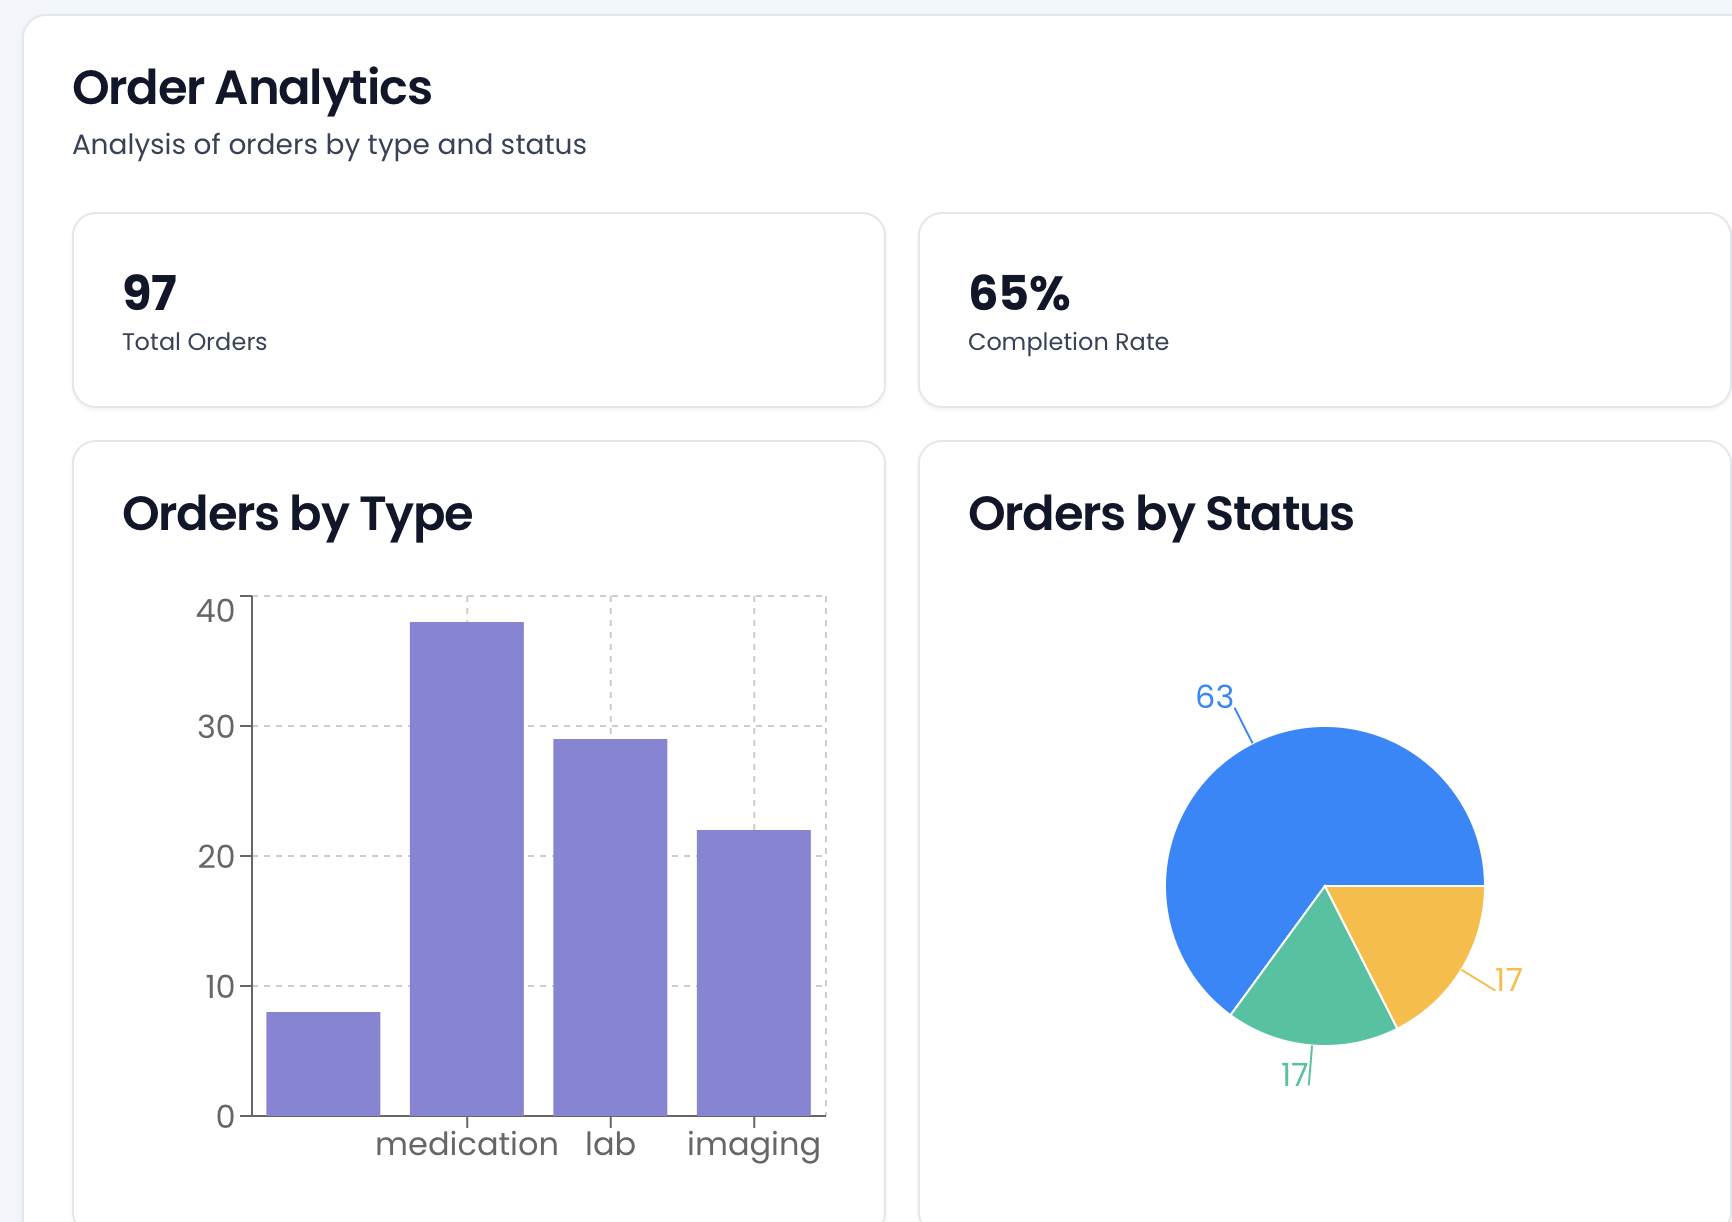 Order Analytics
Analysis of orders by type and status
97
Total Orders
65%
Completion Rate
Orders by Type
40
30
20
10
0
medication lab imaging
Orders by Status
63
17
17